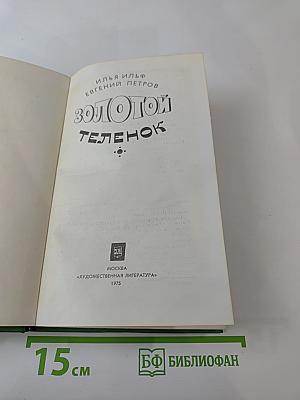 ИЛЬЯ ИЛЬФ
ЕВГЕНИЙ ПЕТРОВ
ЗОЛОТОЙ
ТЕЛЕНОК
МОСКВА
«ХУДОЖЕСТВЕННАЯ ЛИТЕРАТУРА»
1975
15 см
БФ БИБЛИОФАН